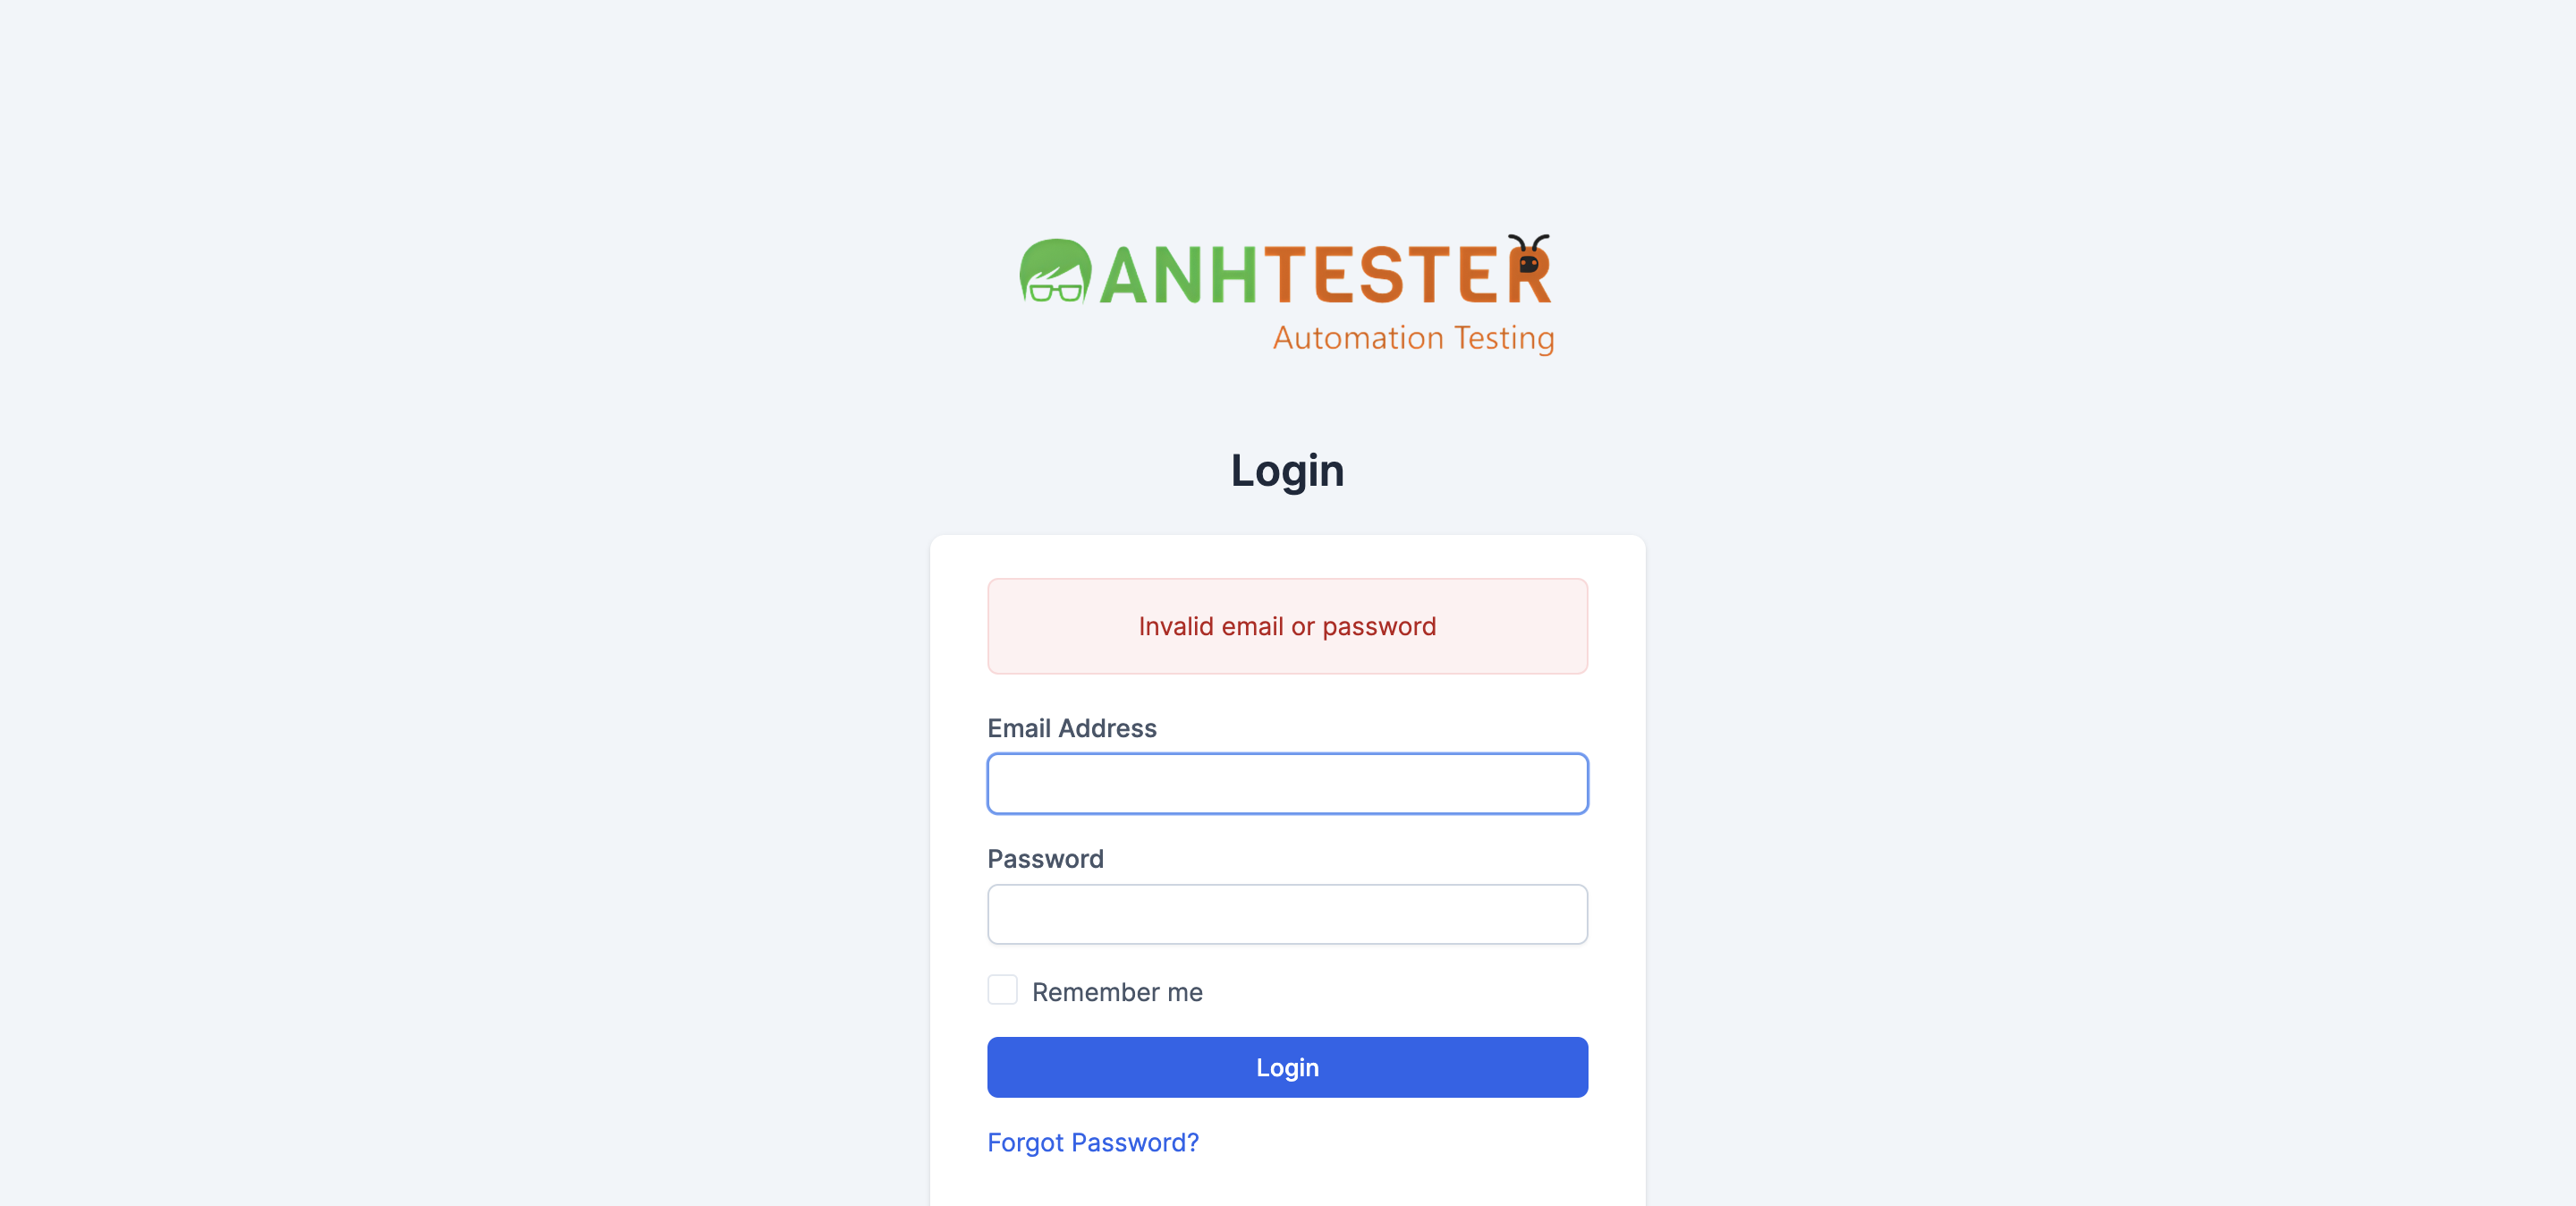 ANHTESTER
Automation Testing
Login
Invalid email or password
Email Address
Password
Remember me
Login
Forgot Password?